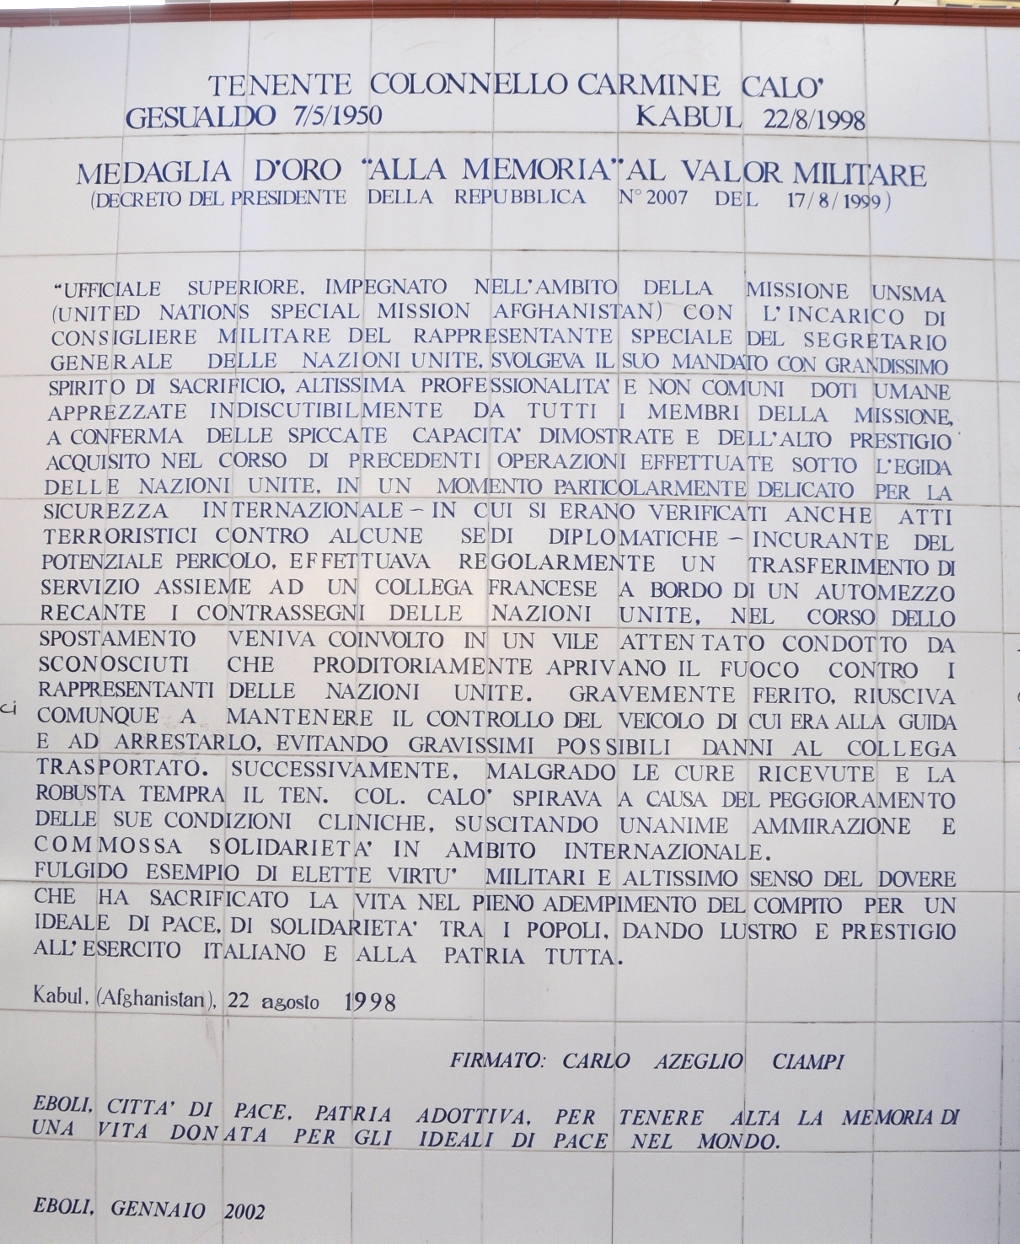 TENENTE COLONNELLO CARMINE CALO'
GESUALDO 7/5/1950 KABUL 22/8/1998
MEDAGLIA D'ORO "ALLA MEMORIA" AL VALOR MILITARE
(DECRETO DEL PRESIDENTE DELLA REPUBBLICA N° 2007 DEL 17/8/1999)
"UFFICIALE SUPERIORE, IMPEGNATO NELL'AMBITO DELLA MISSIONE UNSMA
(UNITED NATIONS SPECIAL MISSION AFGHANISTAN) CON L'INCARICO DI
CONSIGLIERE MILITARE DEL RAPPRESENTANTE SPECIALE DEL SEGRETARIO
GENERALE DELLE NAZIONI UNITE, SVOLGEVA IL SUO MANDATO CON GRANDISSIMO
SPIRITO DI SACRIFICIO, ALTISSIMA PROFESSIONALITA' E NON COMUNI DOTI UMANE
APPREZZATE INDISCUTIBILMENTE DA TUTTI I MEMBRI DELLA MISSIONE,
A CONFERMA DELLE SPICCATE CAPACITA' DIMOSTRATE E DELL'ALTO PRESTIGIO
ACQUISITO NEL CORSO DI PRECEDENTI OPERAZIONI EFFETTUATE SOTTO L'EGIDA
DELLE NAZIONI UNITE, IN UN MOMENTO PARTICOLARMENTE DELICATO PER LA
SICUREZZA INTERNAZIONALE – IN CUI SI ERANO VERIFICATI ANCHE ATTI
TERRORISTICI CONTRO ALCUNE SEDI DIPLOMATICHE – INCURANTE DEL
POTENZIALE PERICOLO, EFFETTUAVA REGOLARMENTE UN TRASFERIMENTO DI
SERVIZIO ASSIEME AD UN COLLEGA FRANCESE A BORDO DI UN AUTOMEZZO
RECANTE I CONTRASSEGNI DELLE NAZIONI UNITE, NEL CORSO DELLO
SPOSTAMENTO VENIVA COINVOLTO IN UN VILE ATTENTATO CONDOTTO DA
SCONOSCIUTI CHE PRODITORIAMENTE APRIVANO IL FUOCO CONTRO I
RAPPRESENTANTI DELLE NAZIONI UNITE. GRAVEMENTE FERITO, RIUSCIVA
COMUNQUE A MANTENERE IL CONTROLLO DEL VEICOLO DI CUI ERA ALLA GUIDA
E AD ARRESTARLO, EVITANDO GRAVISSIMI POSSIBILI DANNI AL COLLEGA
TRASPORTATO. SUCCESSIVAMENTE, MALGRADO LE CURE RICEVUTE E LA
ROBUSTA TEMPRA IL TEN. COL. CALO' SPIRAVA A CAUSA DEL PEGGIORAMENTO
DELLE SUE CONDIZIONI CLINICHE, SUSCITANDO UNANIME AMMIRAZIONE E
COMMOSSA SOLIDARIETA' IN AMBITO INTERNAZIONALE.
FULGIDO ESEMPIO DI ELETTE VIRTU' MILITARI E ALTISSIMO SENSO DEL DOVERE
CHE HA SACRIFICATO LA VITA NEL PIENO ADEMPIMENTO DEL COMPITO PER UN
IDEALE DI PACE, DI SOLIDARIETA' TRA I POPOLI, DANDO LUSTRO E PRESTIGIO
ALL'ESERCITO ITALIANO E ALLA PATRIA TUTTA.
Kabul, (Afghanistan), 22 agosto 1998
FIRMATO: CARLO AZEGLIO CIAMPI
EBOLI, CITTA' DI PACE, PATRIA ADOTTIVA, PER TENERE ALTA LA MEMORIA DI
UNA VITA DONATA PER GLI IDEALI DI PACE NEL MONDO.
EBOLI, GENNAIO 2002